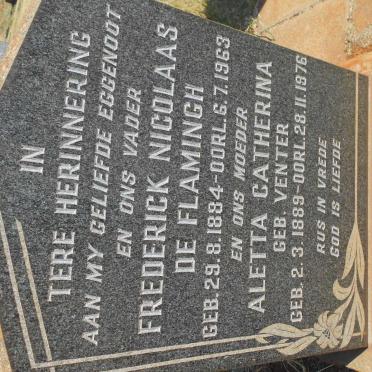 IN
TERE HERINNERING
AAN MY GELIEFDE EGGENOOT
EN ONS VADER
FREDERICK NICOLAAS
DE FLAMINGH
GEB. 29. 8. 1884-OORL. 6. 7. 1963
EN ONS MOEDER
ALETTA CATHERINA
GEB. VENTER
GEB. 2. 3. 1889-OORL. 28. 11. 1976
RUS IN VREDE
GOD IS LIEFDE